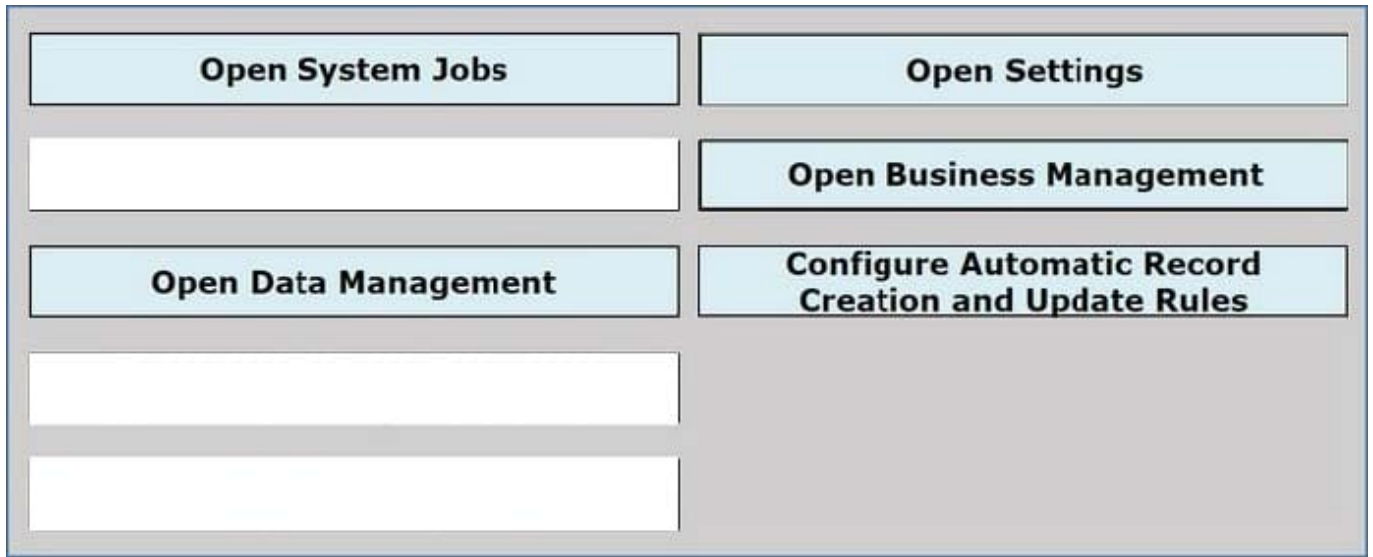 Open System Jobs
Open Settings
Open Business Management
Open Data Management
Configure Automatic Record
Creation and Update Rules